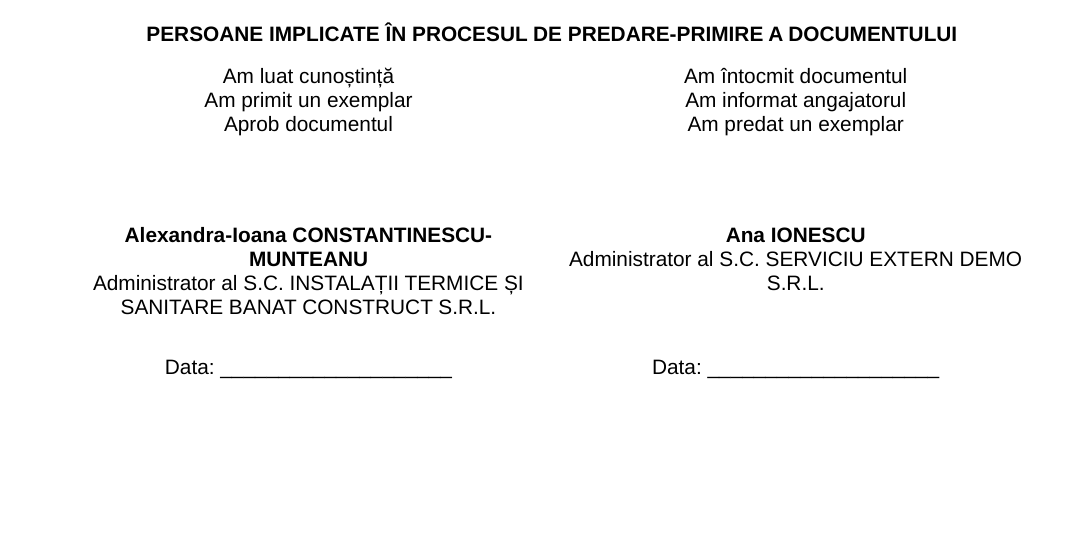 PERSOANE IMPLICATE ÎN PROCESUL DE PREDARE-PRIMIRE A DOCUMENTULUI
Am luat cunoștință
Am primit un exemplar
Aprob documentul
Alexandra-Ioana CONSTANTINESCU-
MUNTEANU
Administrator al S.C. INSTALAȚII TERMICE ȘI
SANITARE BANAT CONSTRUCT S.R.L.
Data: ____________________
Am întocmit documentul
Am informat angajatorul
Am predat un exemplar
Ana IONESCU
Administrator al S.C. SERVICIU EXTERN DEMO
S.R.L.
Data: ____________________